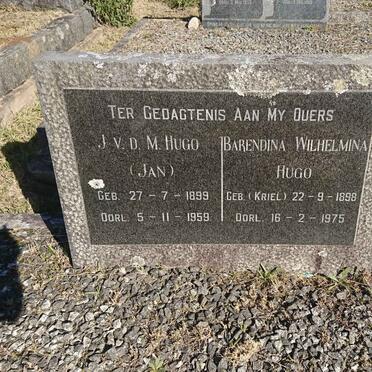 TER GEDAGTENIS AAN MY OUERS
J. V. D. M. HUGO
(JAN)
GEB. 27-7-1899
OORL. 5-11-1959
BARENDINA WILHELMINA
HUGO
GEB. (KRIEL) 22-9-1898
OORL. 16-2-1975